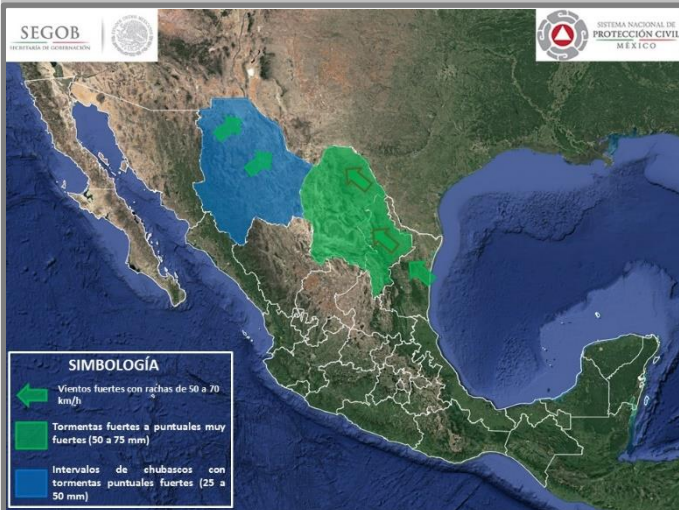 SEGOB
SECRETARÍA DE GOBERNACIÓN
SISTEMA NACIONAL DE
PROTECCIÓN CIVIL
MÉXICO
SIMBOLOGÍA
Vientos fuertes con rachas de 50 a 70
km/h
Tormentas fuertes a puntuales muy
fuertes (50 a 75 mm)
Intervalos de chubascos con
tormentas puntuales fuertes (25 a
50 mm)